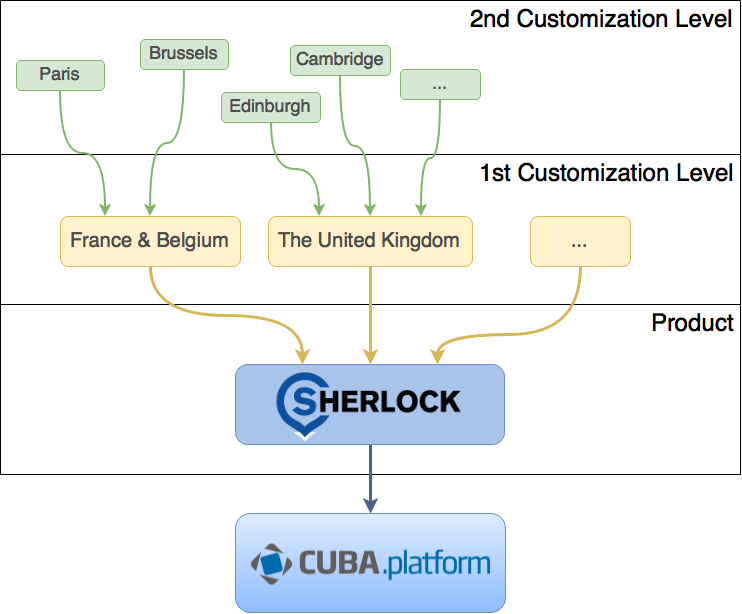 2nd Customization Level
Brussels
Cambridge
Paris
...
Edinburgh
1st Customization Level
France & Belgium
The United Kingdom
...
Product
SHERLOCK
CUBA.platform